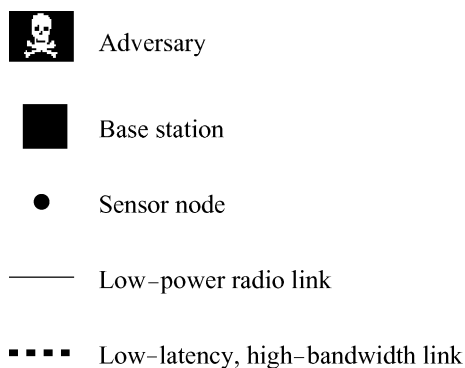 Adversary
Base station
Sensor node
Low-power radio link
Low-latency, high-bandwidth link